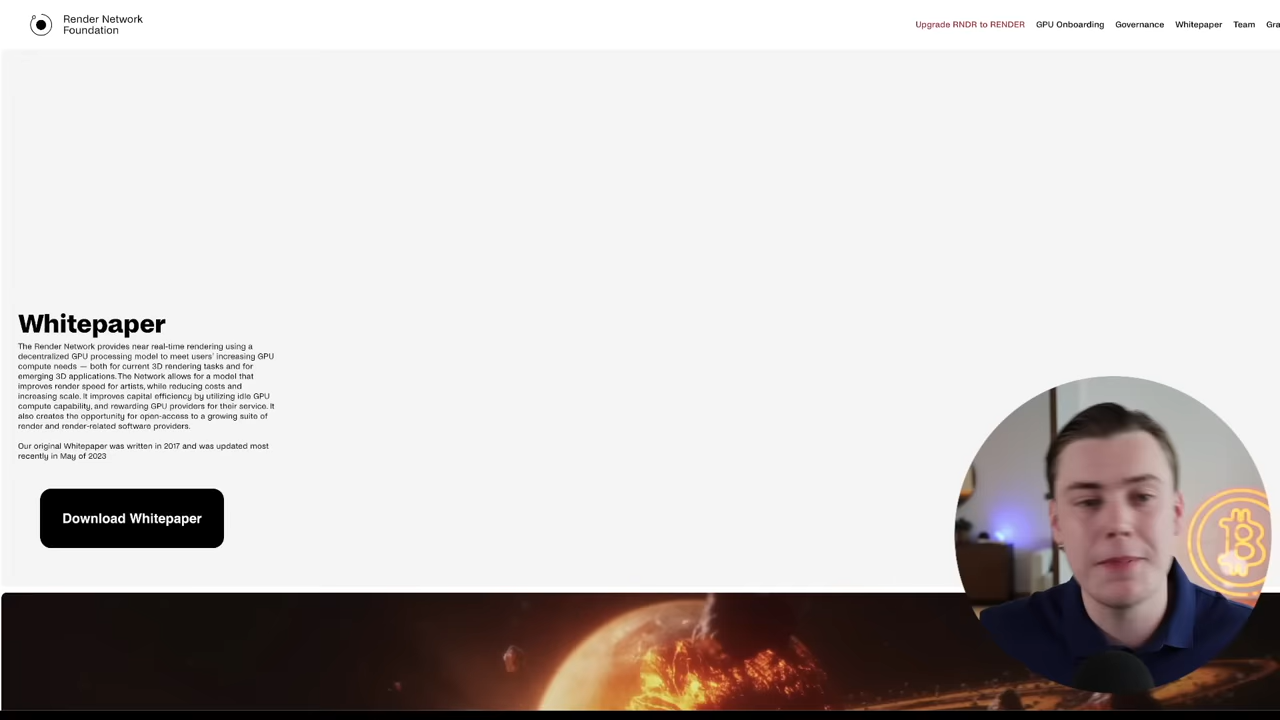 Render Network
Foundation
Upgrade RNDR to RENDER GPU Onboarding Governance Whitepaper Team Gra
Whitepaper
The Render Network provides near real-time rendering using a
decentralized GPU processing model to meet users' increasing GPU
compute needs — both for current 3D rendering tasks and for
emerging 3D applications. The Network allows for a model that
improves render speed for artists, while reducing costs and
increasing scale. It improves capital efficiency by utilizing idle GPU
compute capability, and rewarding GPU providers for their service. It
also creates the opportunity for open-access to a growing suite of
render and render-related software providers.
Our original Whitepaper was written in 2017 and was updated most
recently in May of 2023
Download Whitepaper